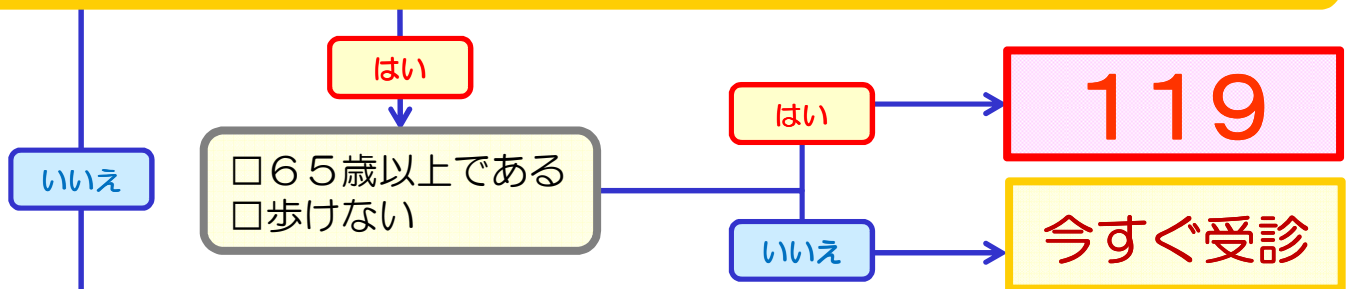 はい
はい
119
いいえ
□65歳以上である
□歩けない
いいえ
今すぐ受診